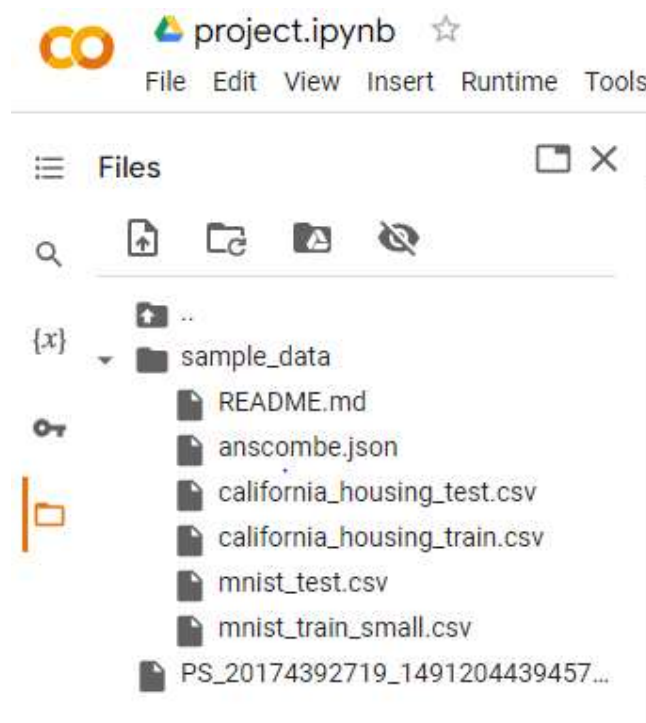 CO project.ipynb
File Edit View Insert Runtime Tools
Files
..
{x} sample_data
README.md
anscombe.json
california_housing_test.csv
california_housing_train.csv
mnist_test.csv
mnist_train_small.csv
PS_20174392719_1491204439457...